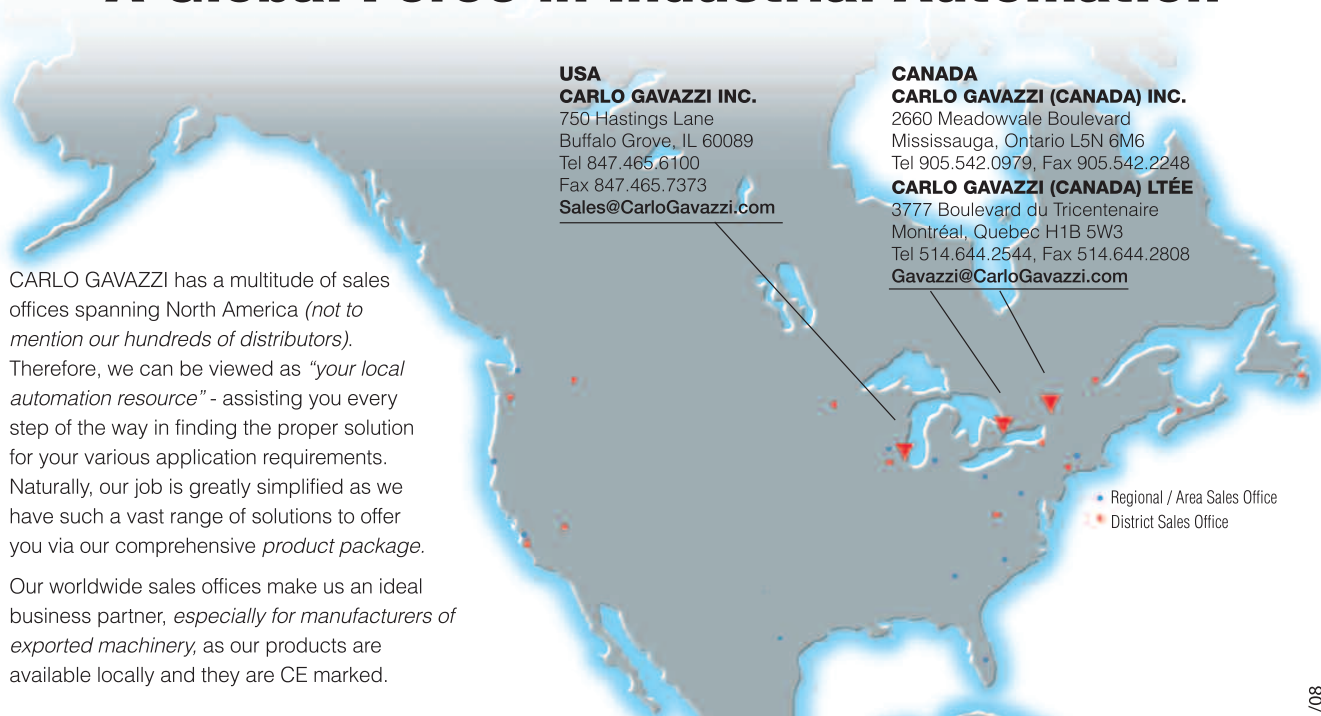 A Global Force in Industrial Automation
USA
CARLO GAVAZZI INC.
750 Hastings Lane
Buffalo Grove, IL 60089
Tel 847.465.6100
Fax 847.465.7373
Sales@CarloGavazzi.com
CANADA
CARLO GAVAZZI (CANADA) INC.
2660 Meadowvale Boulevard
Mississauga, Ontario L5N 6M6
Tel 905.542.0979, Fax 905.542.2248
CARLO GAVAZZI (CANADA) LTÉE
3777 Boulevard du Tricentenaire
Montréal, Quebec H1B 5W3
Tel 514.644.2544, Fax 514.644.2808
Gavazzi@CarloGavazzi.com
CARLO GAVAZZI has a multitude of sales
offices spanning North America (not to
mention our hundreds of distributors).
Therefore, we can be viewed as “your local
automation resource” - assisting you every
step of the way in finding the proper solution
for your various application requirements.
Naturally, our job is greatly simplified as we
have such a vast range of solutions to offer
you via our comprehensive product package.
Our worldwide sales offices make us an ideal
business partner, especially for manufacturers of
exported machinery, as our products are
available locally and they are CE marked.
Regional / Area Sales Office
District Sales Office
/08